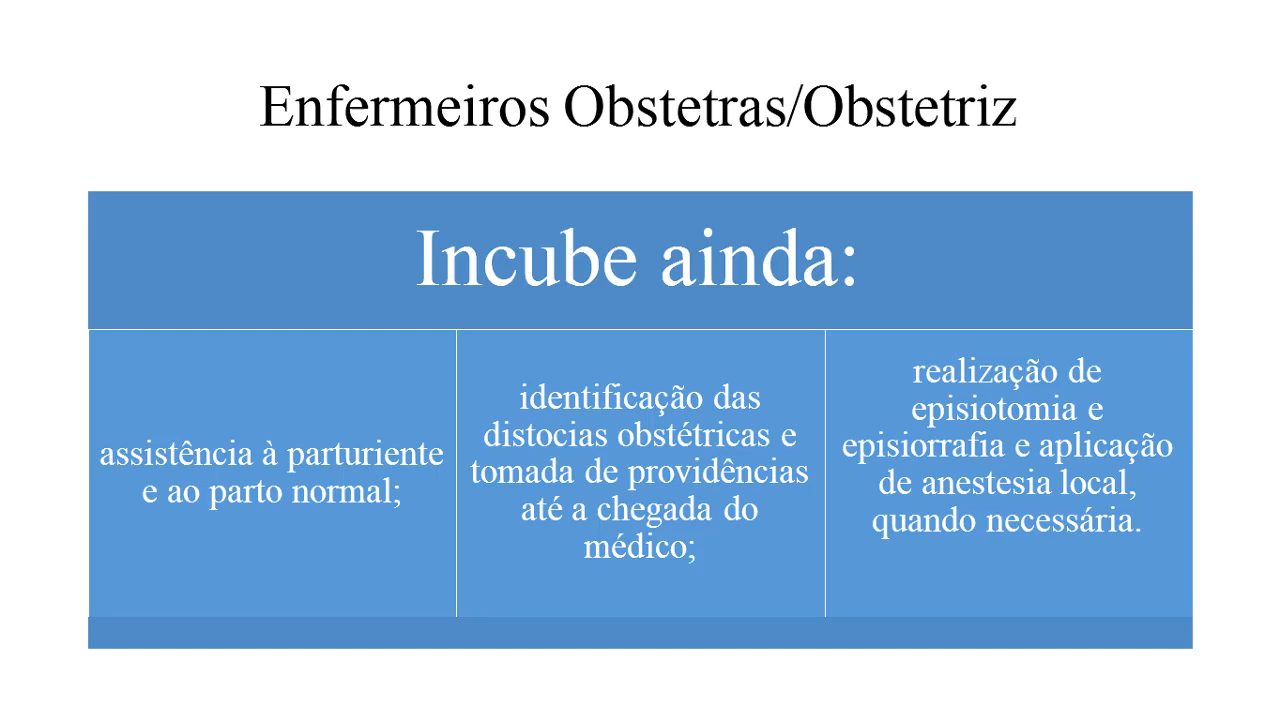 Enfermeiros Obstetras/Obstetriz
Incube ainda:
assistência à parturiente
e ao parto normal;
identificação das
distocias obstétricas e
tomada de providências
até a chegada do
médico;
realização de
episiotomia e
episiorrafia e aplicação
de anestesia local,
quando necessária.